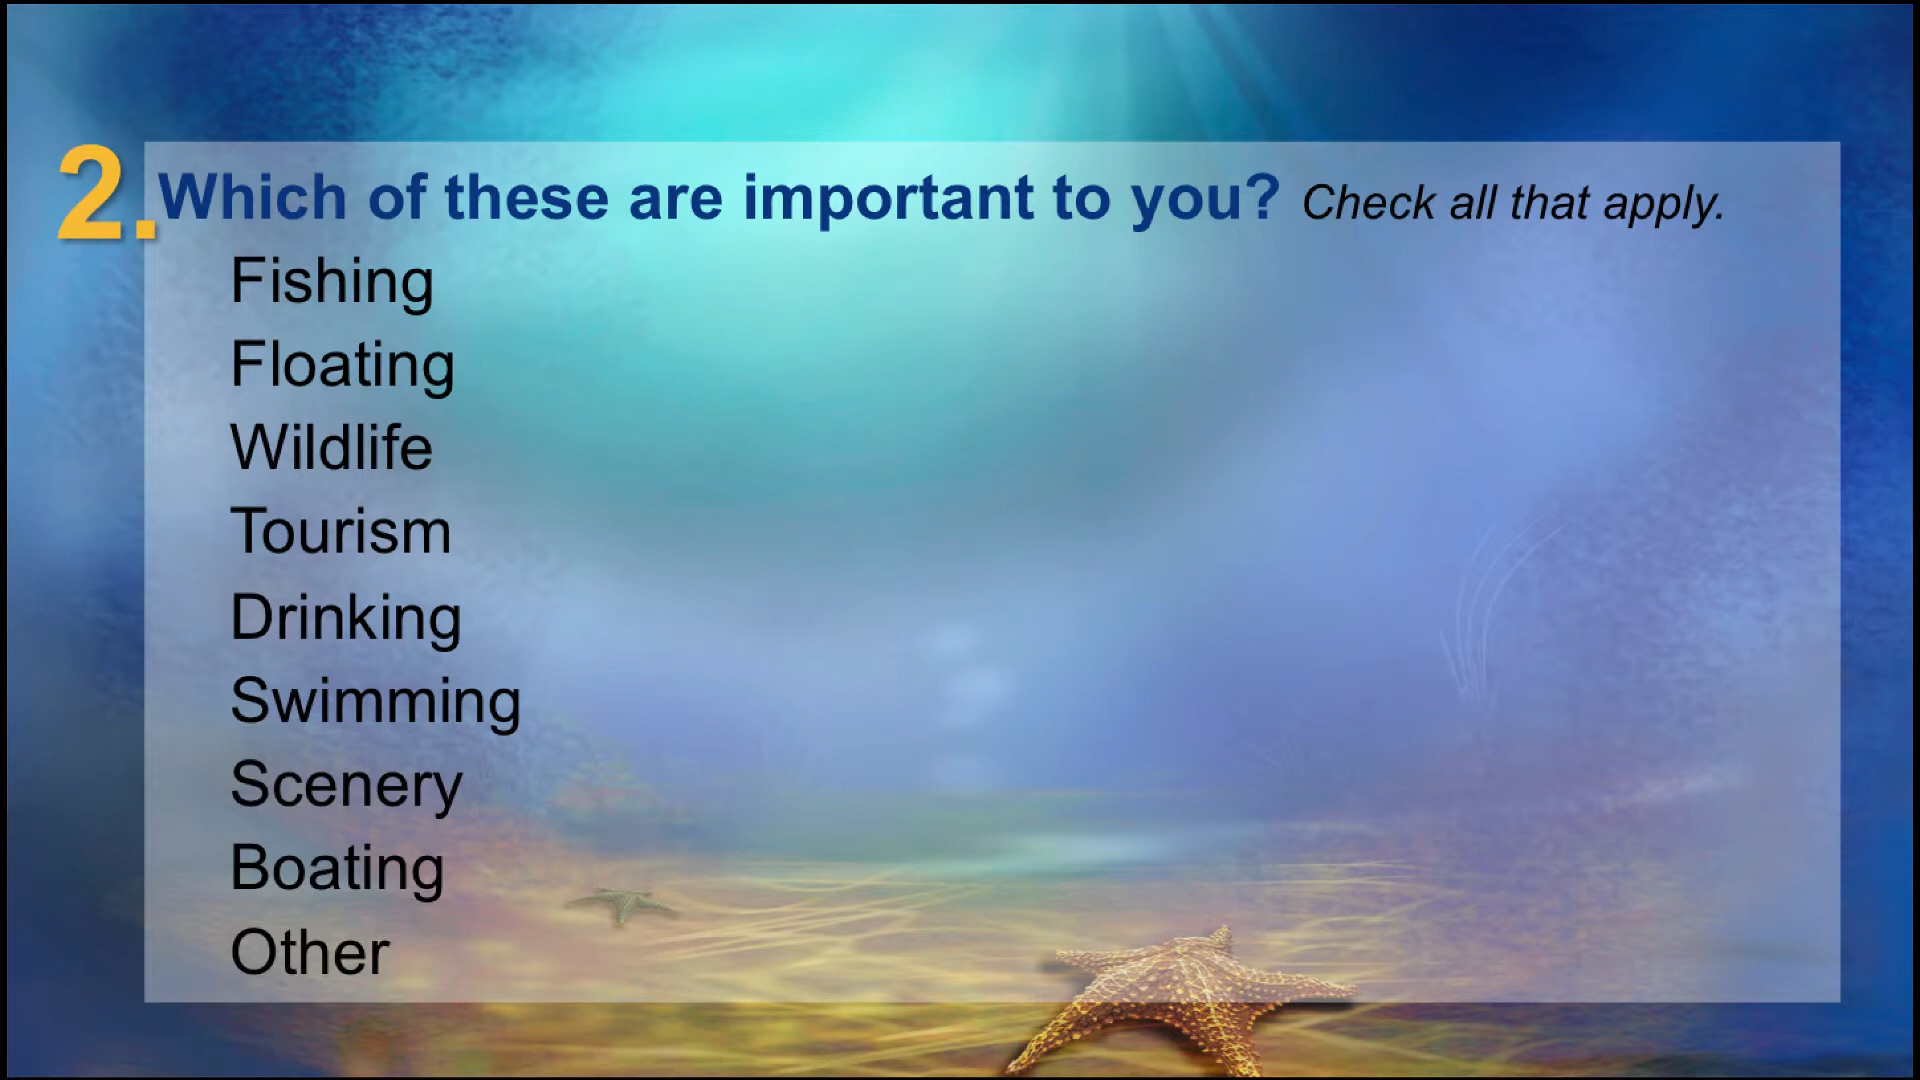 2. Which of these are important to you? Check all that apply.
Fishing
Floating
Wildlife
Tourism
Drinking
Swimming
Scenery
Boating
Other